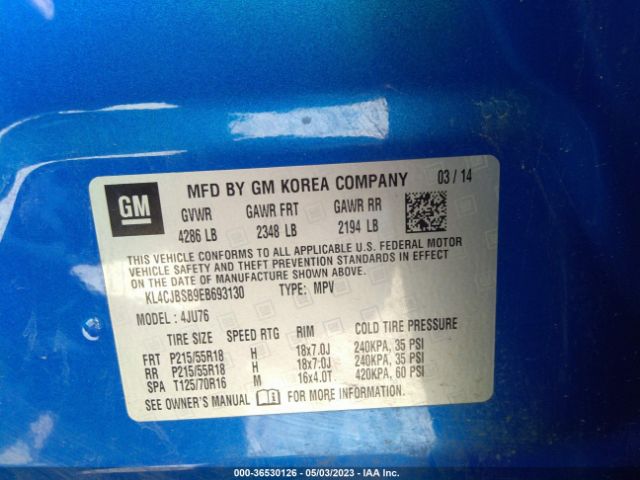 GM
MFD BY GM KOREA COMPANY 03/14
GVWR GAWR FRT GAWR RR
4286 LB 2348 LB 2194 LB
THIS VEHICLE CONFORMS TO ALL APPLICABLE U.S. FEDERAL MOTOR
VEHICLE SAFETY AND THEFT PREVENTION STANDARDS IN EFFECT
ON THE DATE OF MANUFACTURE SHOWN ABOVE.
KL4CJBSB9EB693130 TYPE: MPV
MODEL: 4JU76
TIRE SIZE SPEED RTG RIM COLD TIRE PRESSURE
FRT P215/55R18 H 18x7.0J 240KPA, 35 PSI
RR P215/55R18 H 18x7.0J 240KPA, 35 PSI
SPA T125/70R16 M 16x4.0T 420KPA, 60 PSI
SEE OWNER'S MANUAL FOR MORE INFORMATION.
000-36530126 - 05/03/2023 - IAA Inc.